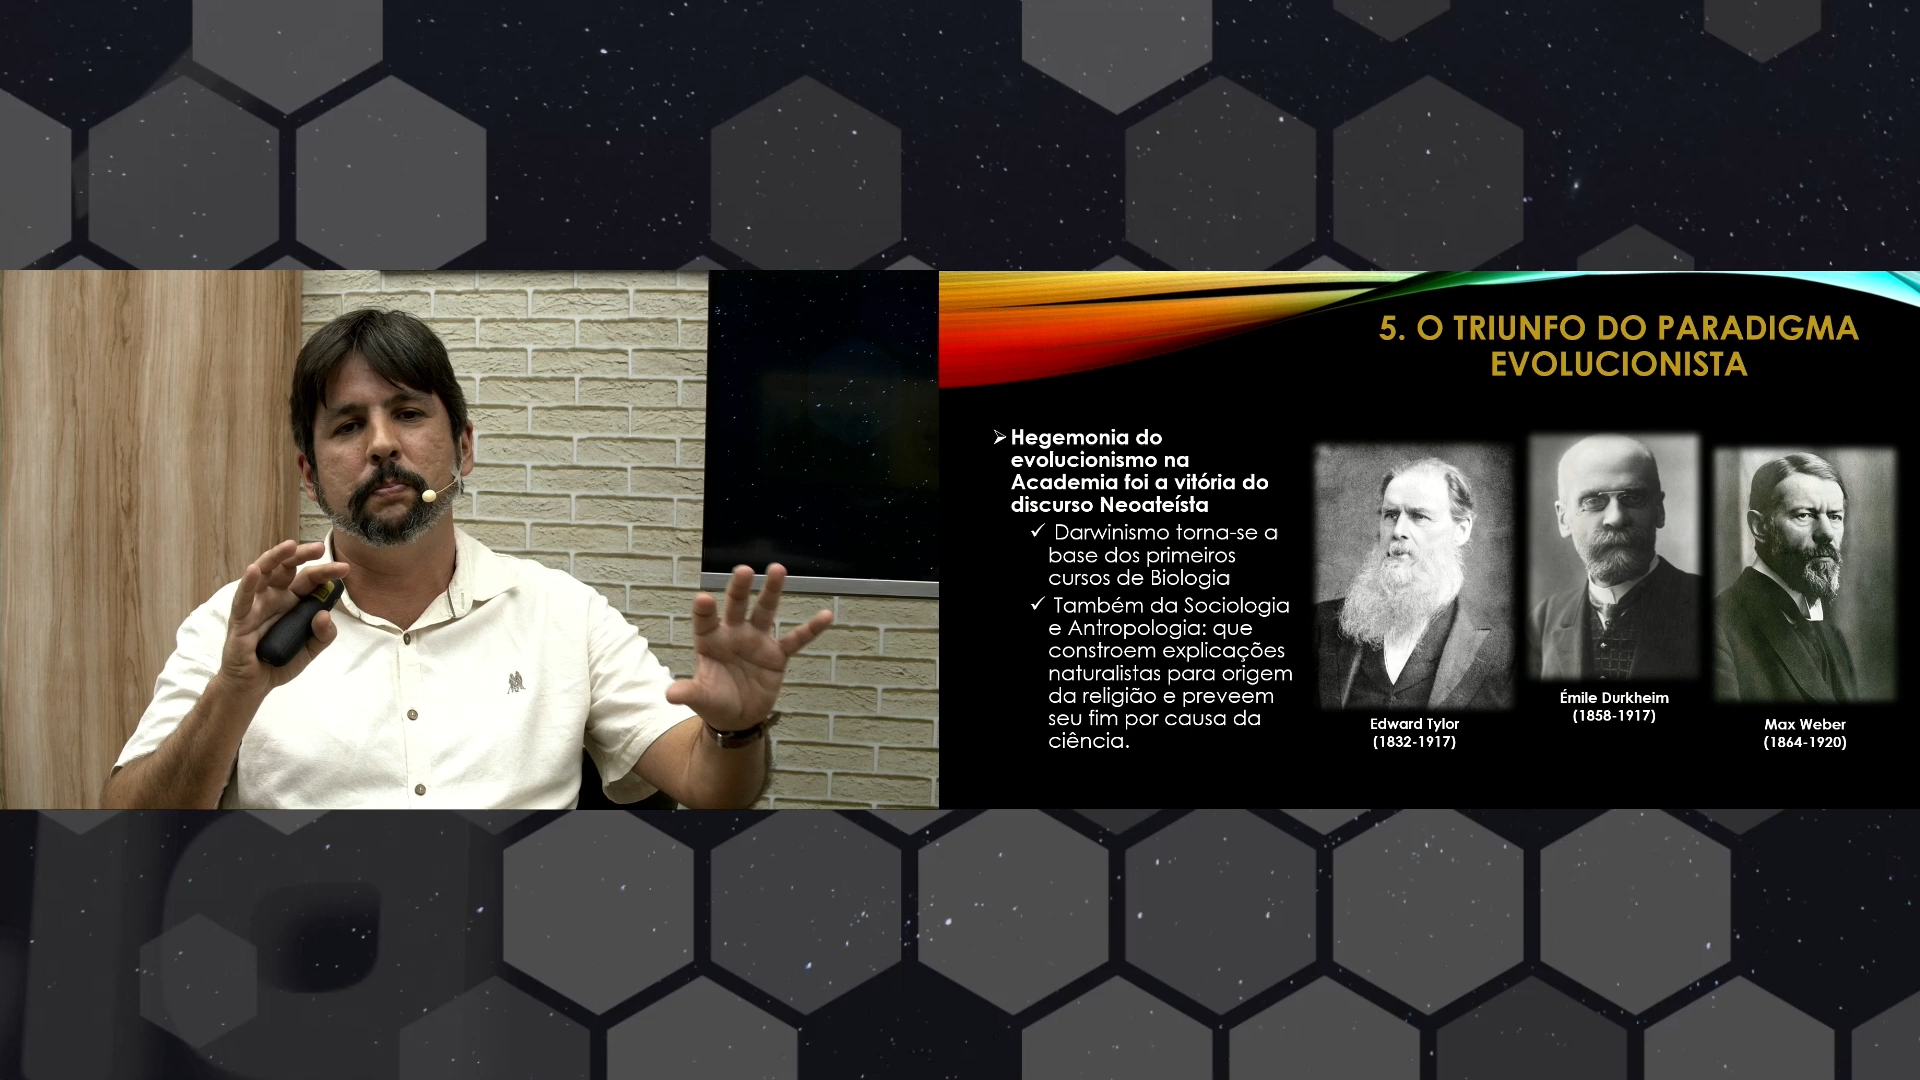 5. O TRIUNFO DO PARADIGMA
EVOLUCIONISTA
Hegemonia do
evolucionismo na
Academia foi a vitória do
discurso Neoateísta
Darwinismo torna-se a
base dos primeiros
cursos de Biologia
Também da Sociologia
e Antropologia: que
constroem explicações
naturalistas para origem
da religião e preveem
seu fim por causa da
ciência.
Edward Tylor
(1832-1917)
Émile Durkheim
(1858-1917)
Max Weber
(1864-1920)